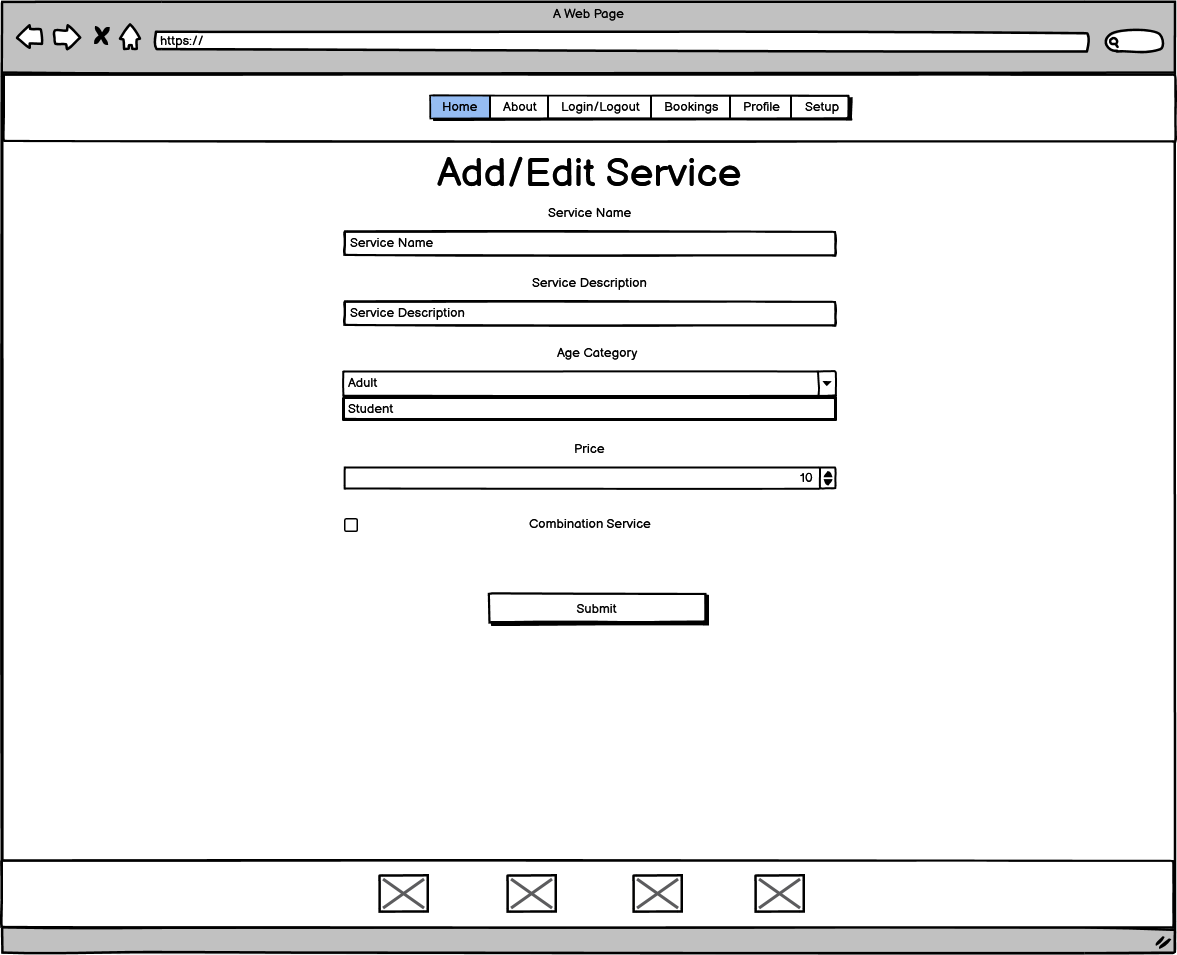 A Web Page
https://
Home About Login/Logout Bookings Profile Setup
Add/Edit Service
Service Name
Service Name
Service Description
Service Description
Age Category
Adult
Student
Price
10
Combination Service
Submit